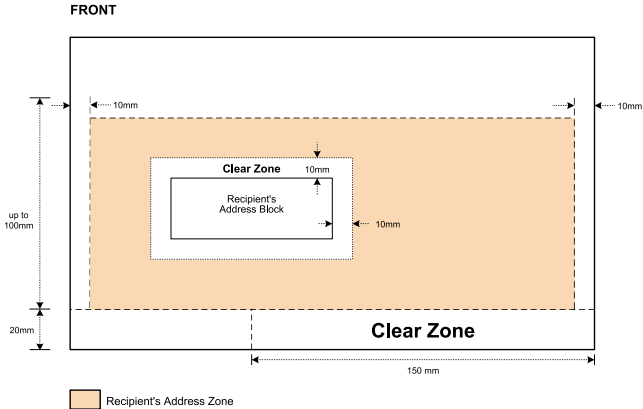 FRONT
10mm
10mm
Clear Zone
10mm
Recipient's
Address Block
up to
100mm
10mm
20mm
Clear Zone
150 mm
Recipient's Address Zone